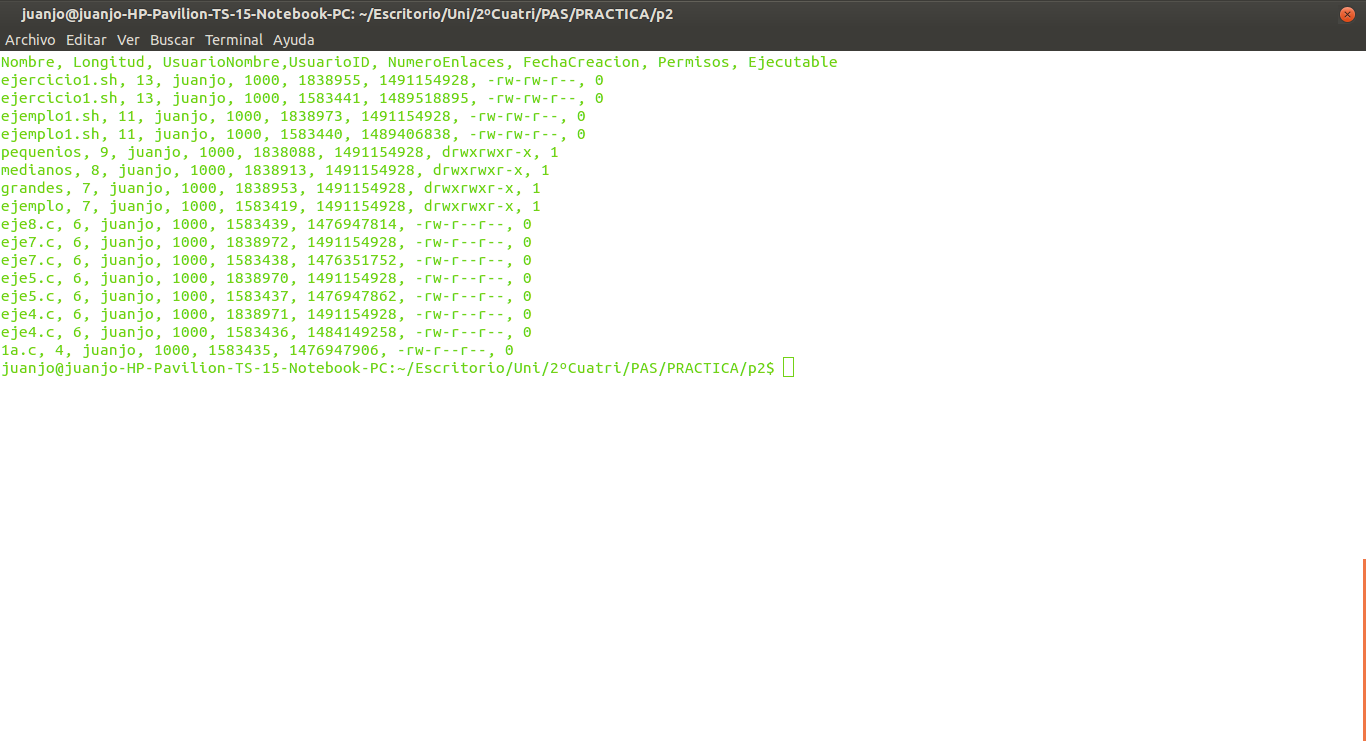 juanjo@juanjo-HP-Pavilion-TS-15-Notebook-PC: ~/Escritorio/Uni/2ºCuatri/PAS/PRACTICA/p2
Archivo Editar Ver Buscar Terminal Ayuda
Nombre, Longitud, UsuarioNombre,UsuarioID, NumeroEnlaces, FechaCreacion, Permisos, Ejecutable
ejercicio1.sh, 13, juanjo, 1000, 1838955, 1491154928, -rw-rw-r--, 0
ejercicio1.sh, 13, juanjo, 1000, 1583441, 1489518895, -rw-rw-r--, 0
ejemplo1.sh, 11, juanjo, 1000, 1838973, 1491154928, -rw-rw-r--, 0
ejemplo1.sh, 11, juanjo, 1000, 1583440, 1489406838, -rw-rw-r--, 0
pequenios, 9, juanjo, 1000, 1838088, 1491154928, drwxrwxr-x, 1
medianos, 8, juanjo, 1000, 1838913, 1491154928, drwxrwxr-x, 1
grandes, 7, juanjo, 1000, 1838953, 1491154928, drwxrwxr-x, 1
ejemplo, 7, juanjo, 1000, 1583419, 1491154928, drwxrwxr-x, 1
eje8.c, 6, juanjo, 1000, 1583439, 1476947814, -rw-r--r--, 0
eje7.c, 6, juanjo, 1000, 1838972, 1491154928, -rw-r--r--, 0
eje7.c, 6, juanjo, 1000, 1583438, 1476351752, -rw-r--r--, 0
eje5.c, 6, juanjo, 1000, 1838970, 1491154928, -rw-r--r--, 0
eje5.c, 6, juanjo, 1000, 1583437, 1476947862, -rw-r--r--, 0
eje4.c, 6, juanjo, 1000, 1838971, 1491154928, -rw-r--r--, 0
eje4.c, 6, juanjo, 1000, 1583436, 1484149258, -rw-r--r--, 0
1a.c, 4, juanjo, 1000, 1583435, 1476947906, -rw-r--r--, 0
juanjo@juanjo-HP-Pavilion-TS-15-Notebook-PC:~/Escritorio/Uni/2ºCuatri/PAS/PRACTICA/p2$